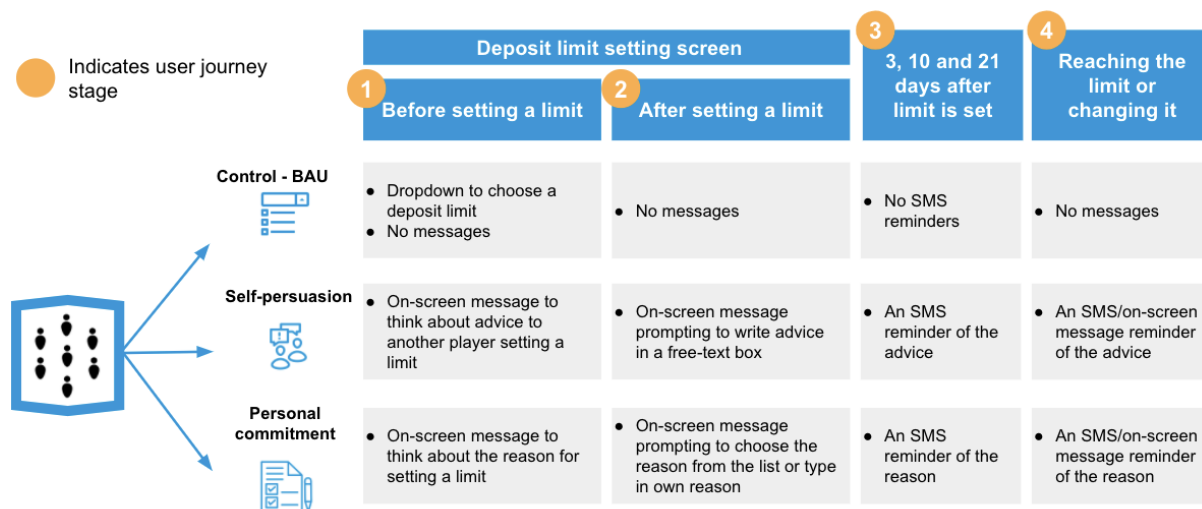 Indicates user journey
stage
Deposit limit setting screen
1
Before setting a limit
2
After setting a limit
3
3, 10 and 21
days after
limit is set
4
Reaching the
limit or
changing it
Control - BAU
● Dropdown to choose a
deposit limit
● No messages
● No messages
● No SMS
reminders
● No messages
Self-persuasion
● On-screen message to
think about advice to
another player setting a
limit
● On-screen message
prompting to write advice
in a free-text box
● An SMS
reminder of the
advice
● An SMS/on-screen
message reminder
of the advice
Personal
commitment
● On-screen message to
think about the reason for
setting a limit
● On-screen message
prompting to choose the
reason from the list or type
in own reason
● An SMS
reminder of the
reason
● An SMS/on-screen
message reminder
of the reason